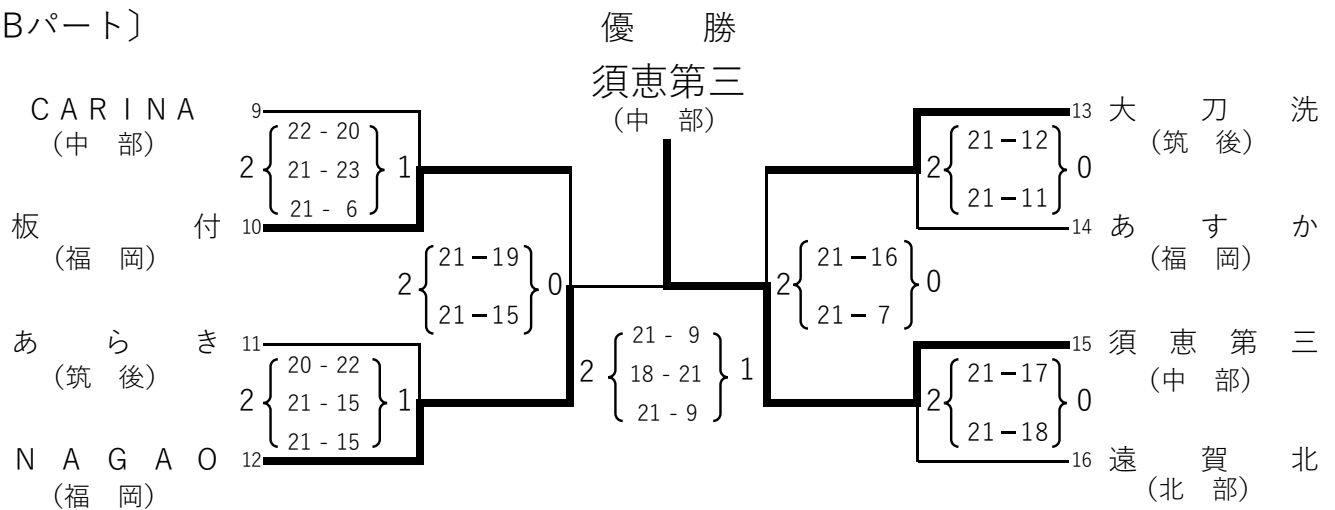 Bパート〕
優　勝
須恵第三
(中　部)
CARINA 9
(中　部)
22 - 20
2 21 - 23 1
21 - 6
板　付 10
(福　岡)
2 21－19 0
21－15
あ　ら　き 11
(筑　後)
20 - 22
2 21 - 15 1
21 - 15
NAGAO 12
(福　岡)
21 - 9
2 18 - 21 1
21 - 9
13 大　刀　洗
(筑　後)
21－12
2 0
21－11
14 あ　す　か
(福　岡)
21－16
2 0
21－ 7
15 須　恵　第　三
(中　部)
21－17
2 0
21－18
16 遠　賀　北
(北　部)